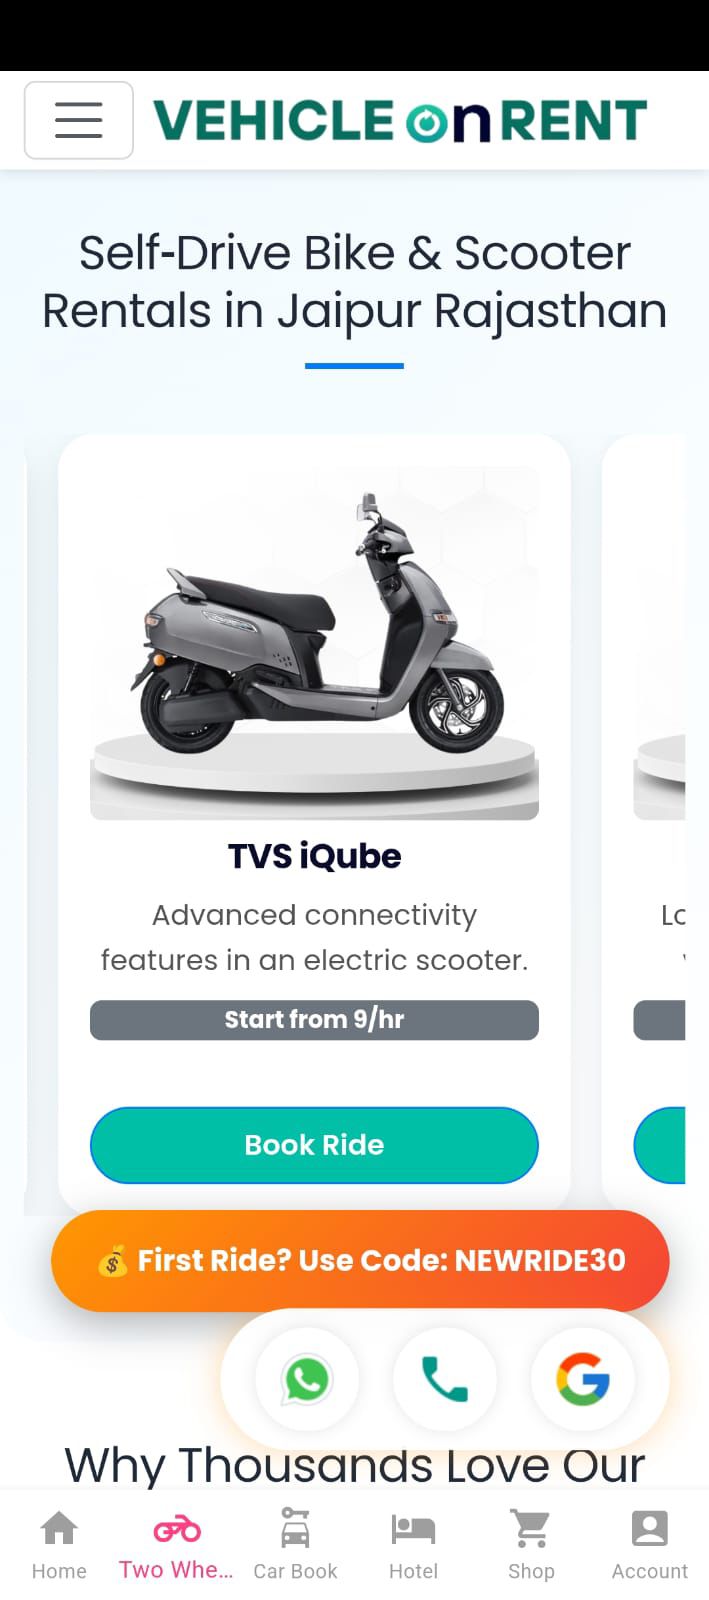 VEHICLE on RENT
Self-Drive Bike & Scooter
Rentals in Jaipur Rajasthan
TVS iQube
Advanced connectivity
features in an electric scooter.
Start from 9/hr
Book Ride
💰 First Ride? Use Code: NEWRIDE30
Why Thousands Love Our
Home
Two Whe...
Car Book
Hotel
Shop
Account